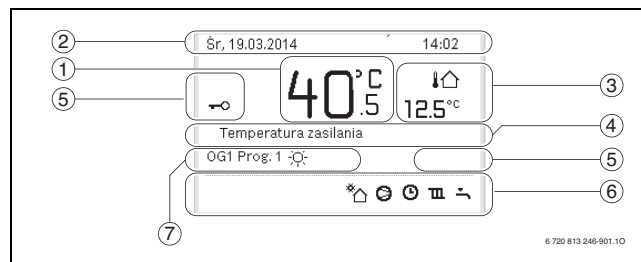 ② Śr, 19.03.2014 14:02
① 40.5°C
③ 12.5°C
⑤
④ Temperatura zasilania
OG1 Prog. 1
⑤
⑥
⑦
6 720 813 246-901.1O